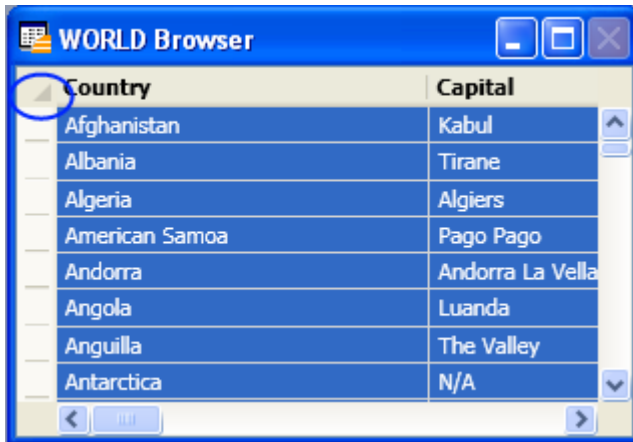 WORLD Browser
Country Capital
Afghanistan Kabul
Albania Tirane
Algeria Algiers
American Samoa Pago Pago
Andorra Andorra La Vella
Angola Luanda
Anguilla The Valley
Antarctica N/A